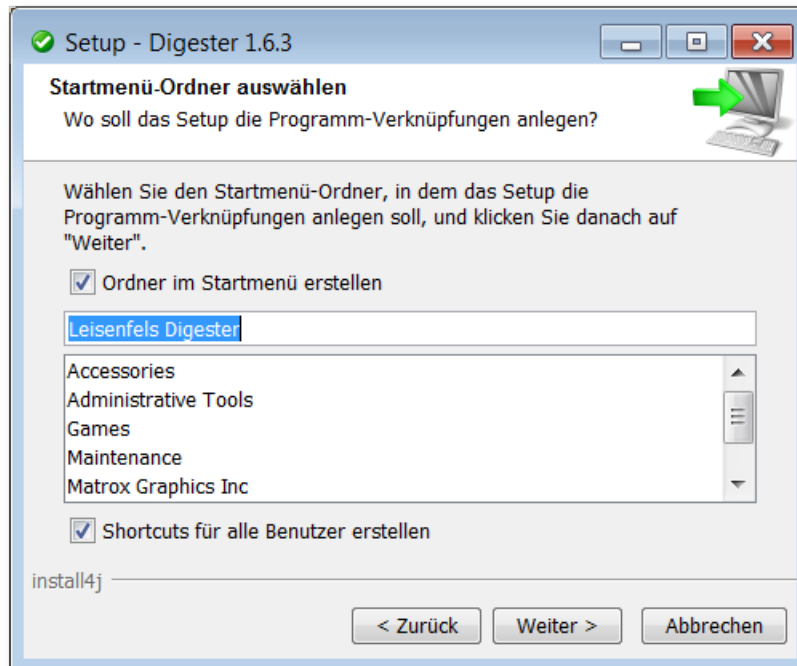 Setup - Digester 1.6.3
Startmenü-Ordner auswählen
Wo soll das Setup die Programm-Verknüpfungen anlegen?
Wählen Sie den Startmenü-Ordner, in dem das Setup die
Programm-Verknüpfungen anlegen soll, und klicken Sie danach auf
"Weiter".
Ordner im Startmenü erstellen
Leisenfels Digester
Accessories
Administrative Tools
Games
Maintenance
Matrox Graphics Inc
Shortcuts für alle Benutzer erstellen
install4j
< Zurück Weiter > Abbrechen